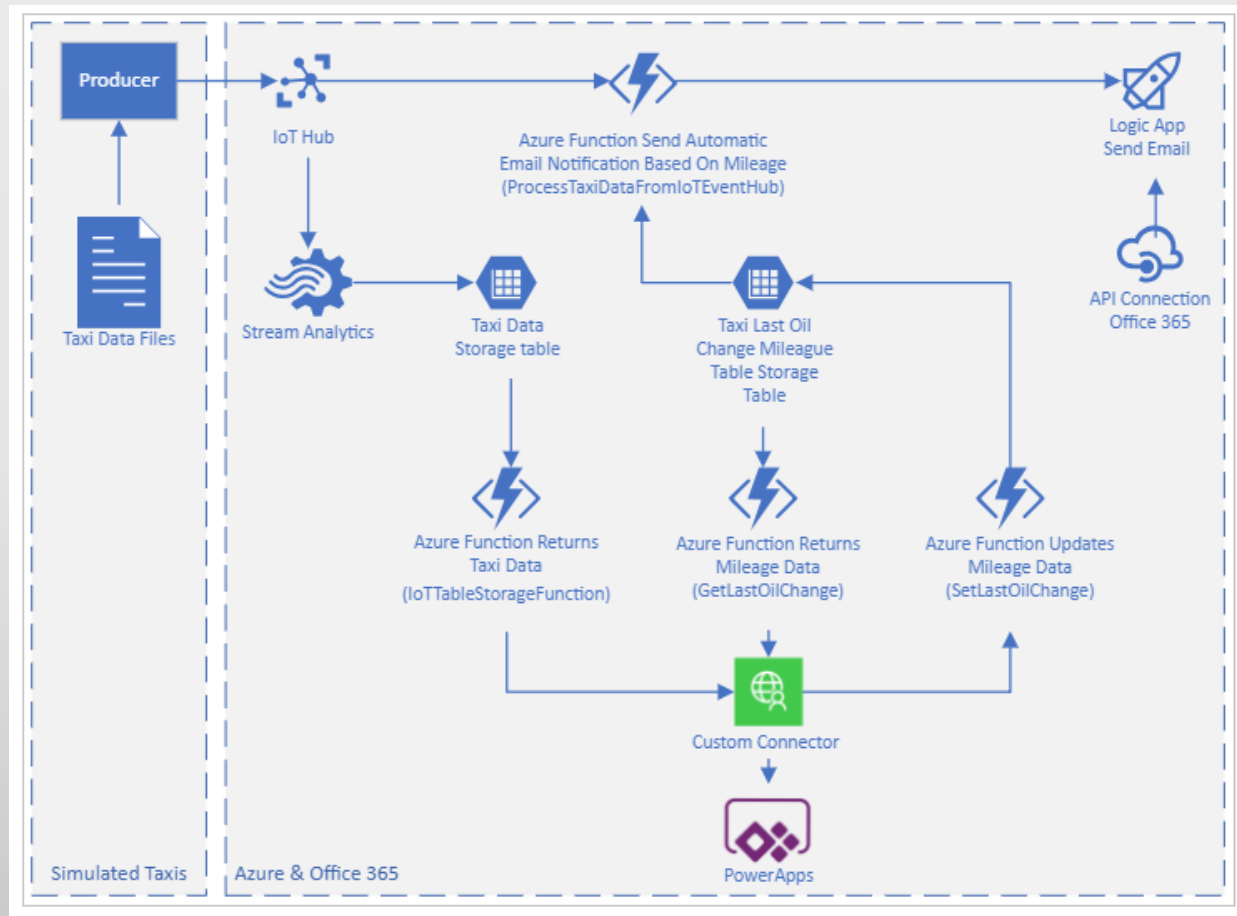 Producer
IoT Hub
Azure Function Send Automatic
Email Notification Based On Mileage
(ProcessTaxiDataFromIoTEventHub)
Logic App
Send Email
Taxi Data Files
Stream Analytics
Taxi Data
Storage table
Taxi Last Oil
Change Mileague
Table Storage
Table
API Connection
Office 365
Azure Function Returns
Taxi Data
(IoTTableStorageFunction)
Azure Function Returns
Mileage Data
(GetLastOilChange)
Azure Function Updates
Mileage Data
(SetLastOilChange)
Custom Connector
PowerApps
Simulated Taxis
Azure & Office 365